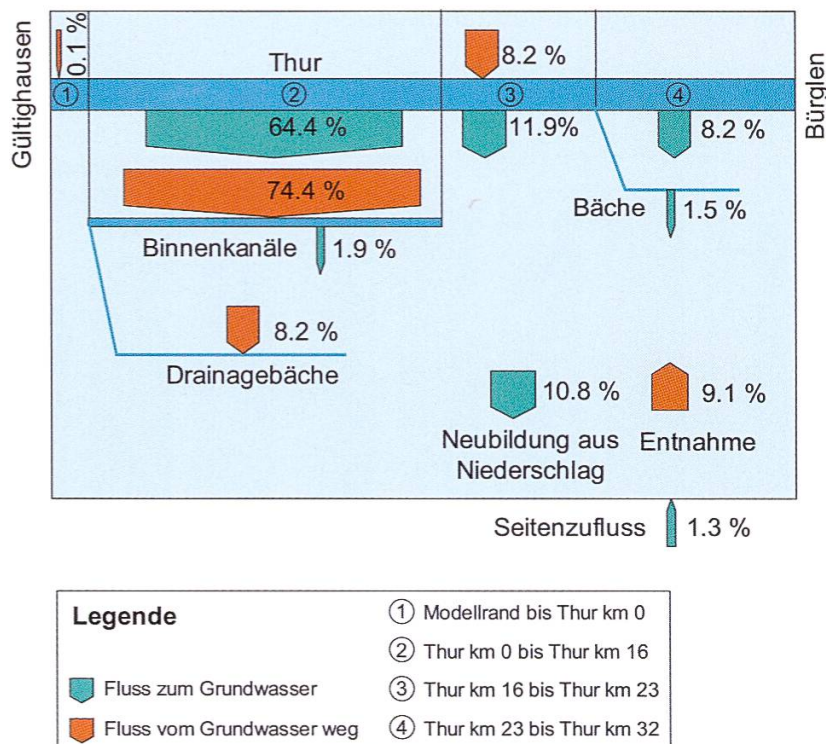 0.1 %
Thur
8.2 %
Gültighausen
①
②
③
④
Bürglen
64.4 %
11.9%
8.2 %
74.4 %
Bäche
1.5 %
Binnenkanäle
1.9 %
8.2 %
Drainagebäche
10.8 %
9.1 %
Neubildung aus
Niederschlag
Entnahme
Seitenzufluss
1.3 %
Legende
① Modellrand bis Thur km 0
② Thur km 0 bis Thur km 16
Fluss zum Grundwasser
③ Thur km 16 bis Thur km 23
Fluss vom Grundwasser weg
④ Thur km 23 bis Thur km 32